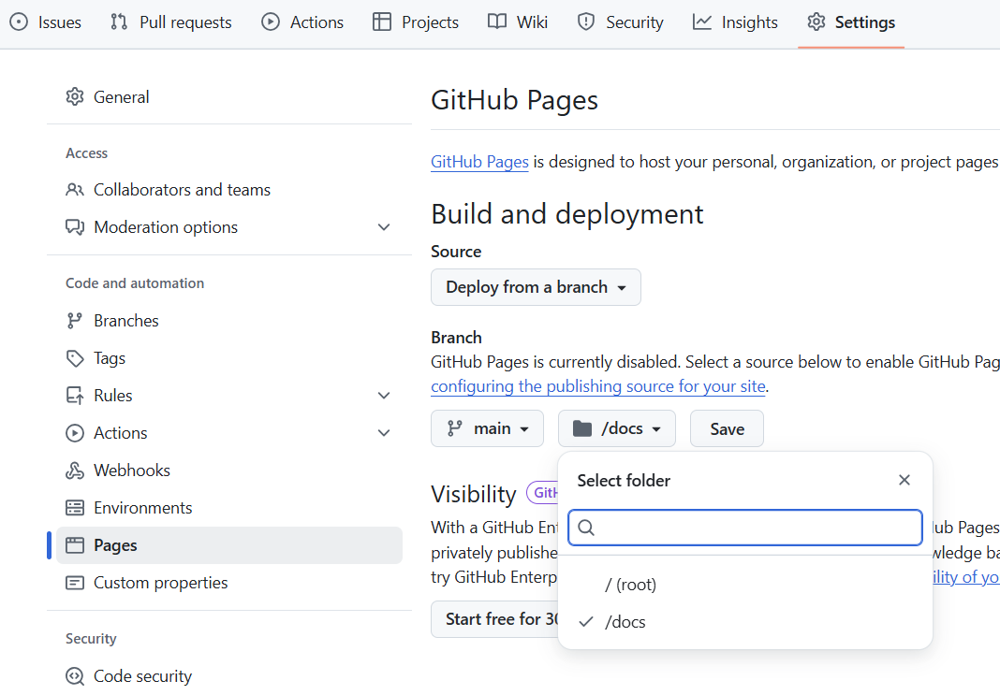 Issues Pull requests Actions Projects Wiki Security Insights Settings
General
Access
Collaborators and teams
Moderation options
Code and automation
Branches
Tags
Rules
Actions
Webhooks
Environments
Pages
Custom properties
Security
Code security
GitHub Pages
GitHub Pages is designed to host your personal, organization, or project pages
Build and deployment
Source
Deploy from a branch
Branch
GitHub Pages is currently disabled. Select a source below to enable GitHub Pag
configuring the publishing source for your site.
main /docs Save
Visibility GitH
With a GitHub Ent ub Pages
privately publishe wledge ba
try GitHub Enterp ility of yo
Start free for 30
Select folder
/ (root)
/docs